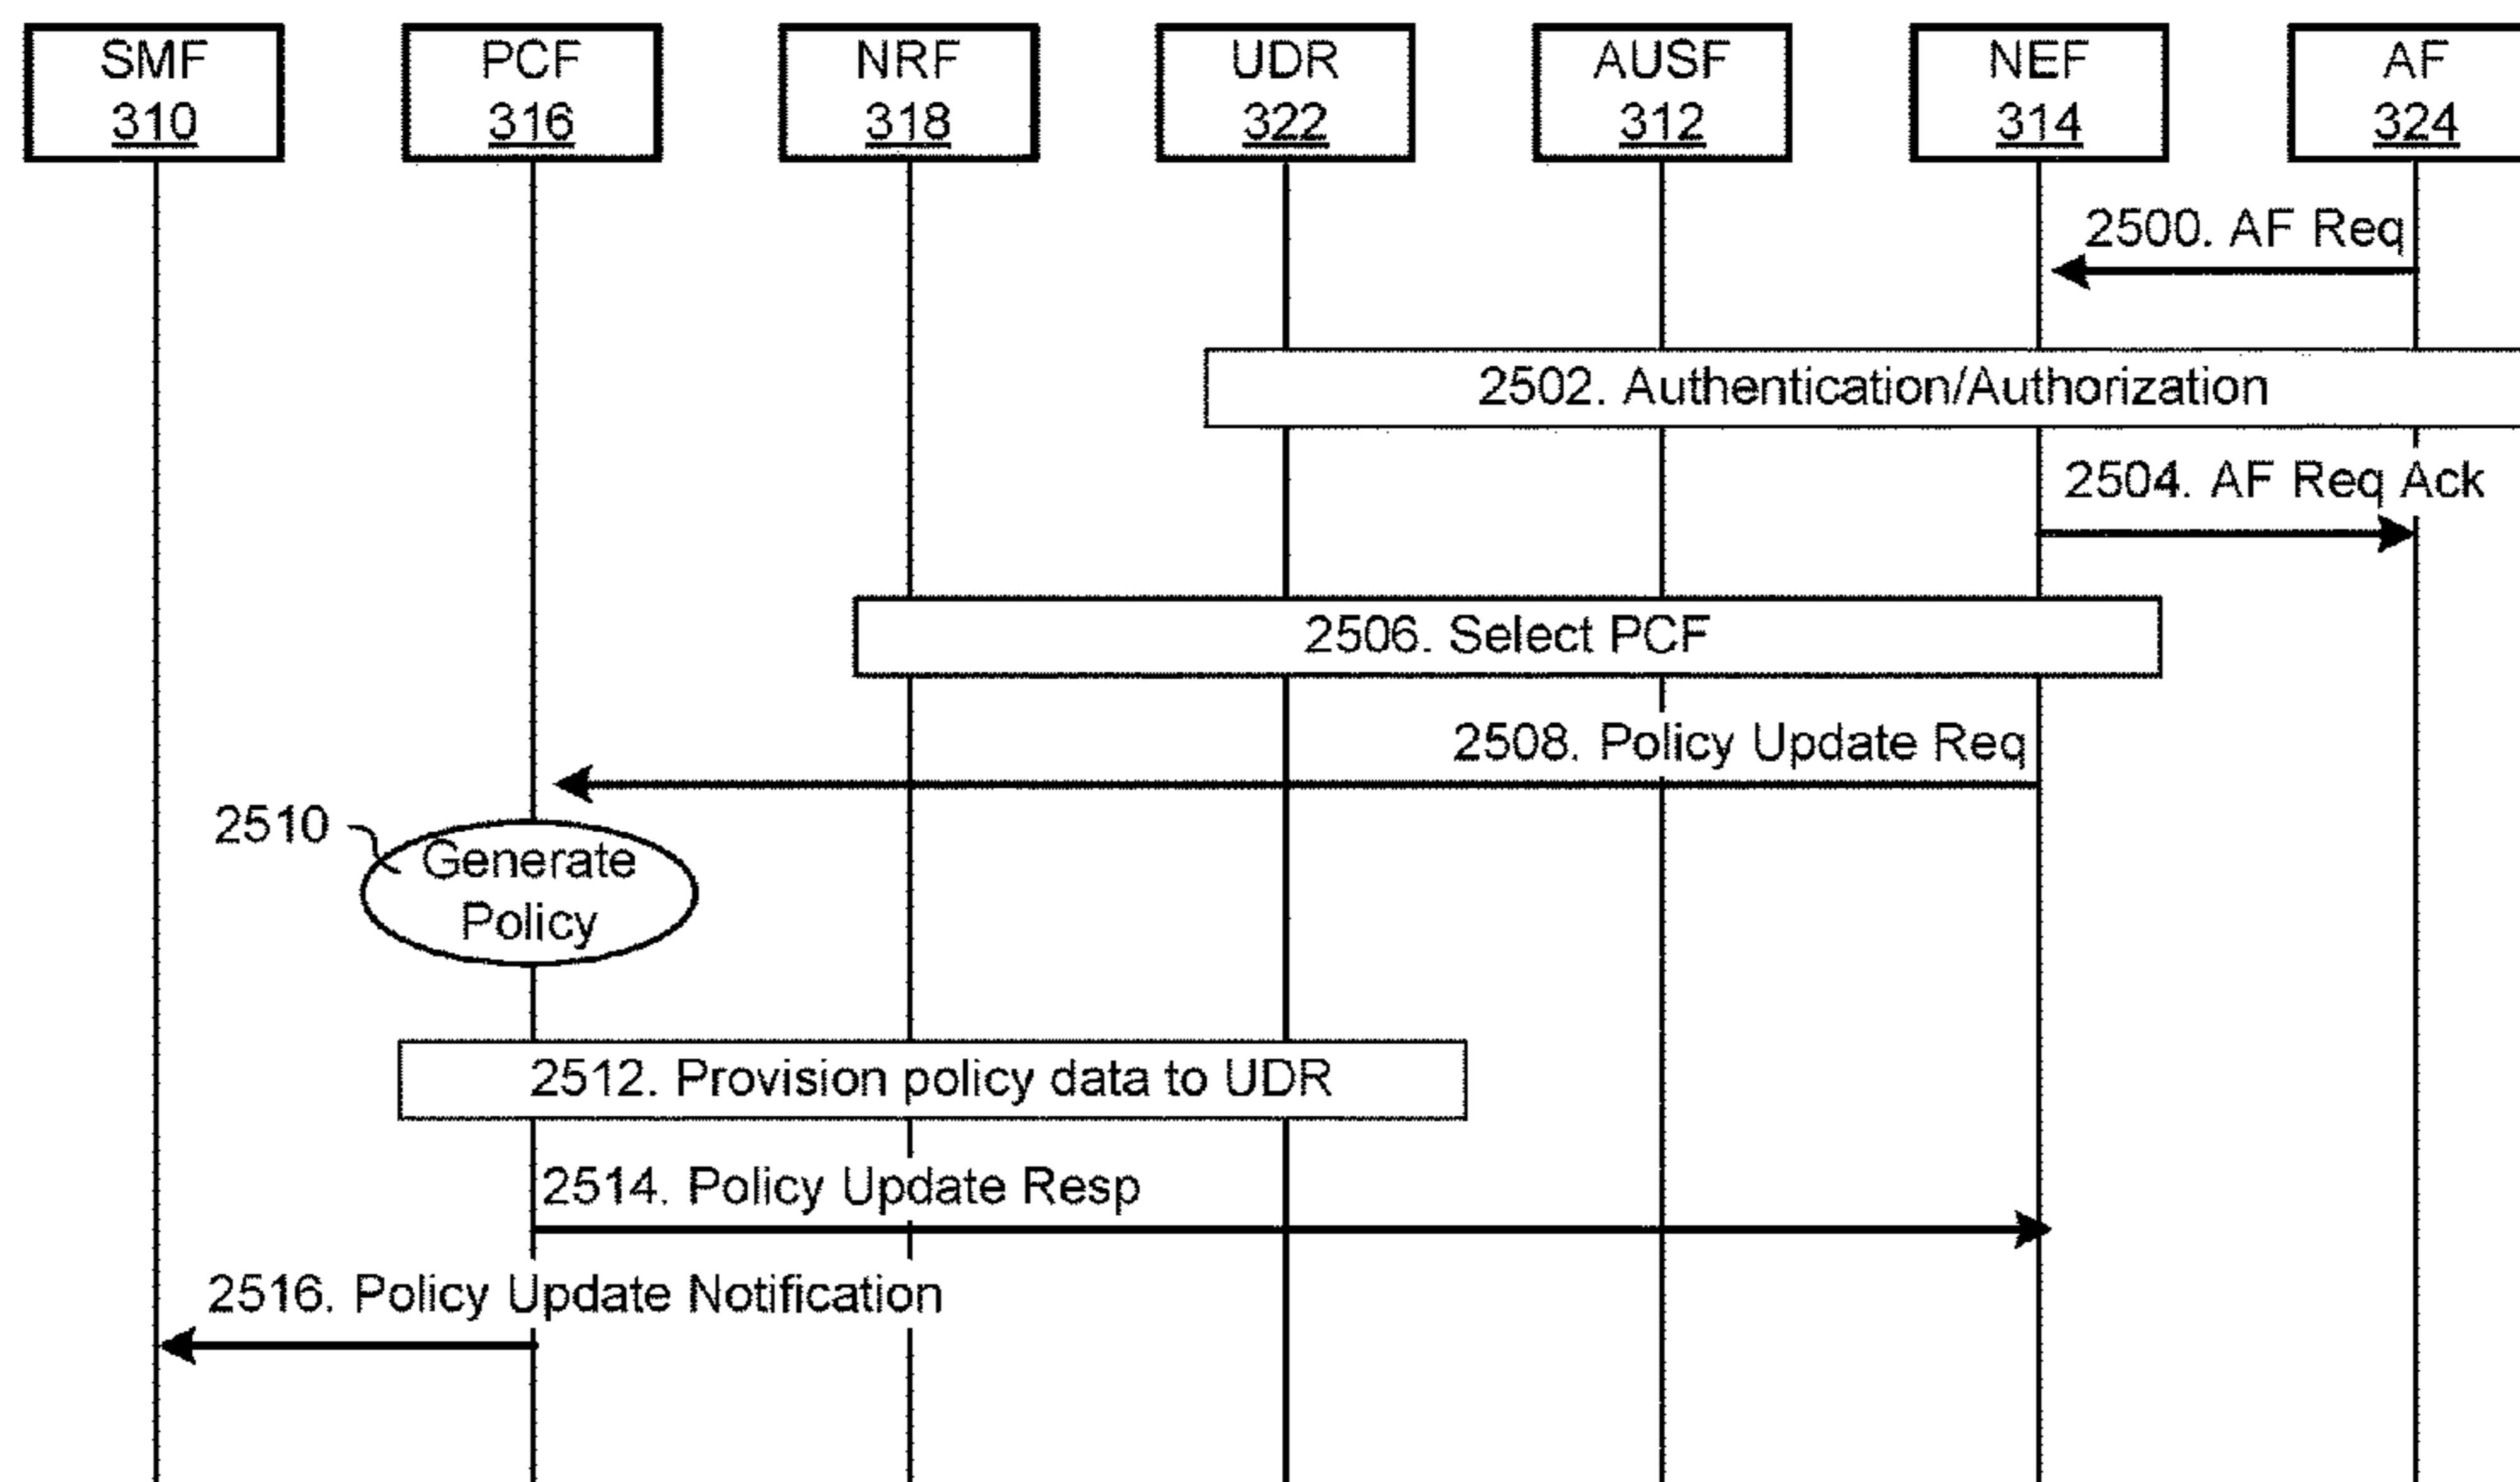 SMF
310
PCF
316
NRF
318
UDR
322
AUSF
312
NEF
314
AF
324
2500. AF Req
2502. Authentication/Authorization
2504. AF Req Ack
2506. Select PCF
2508. Policy Update Req
2510
Generate
Policy
2512. Provision policy data to UDR
2514. Policy Update Resp
2516. Policy Update Notification